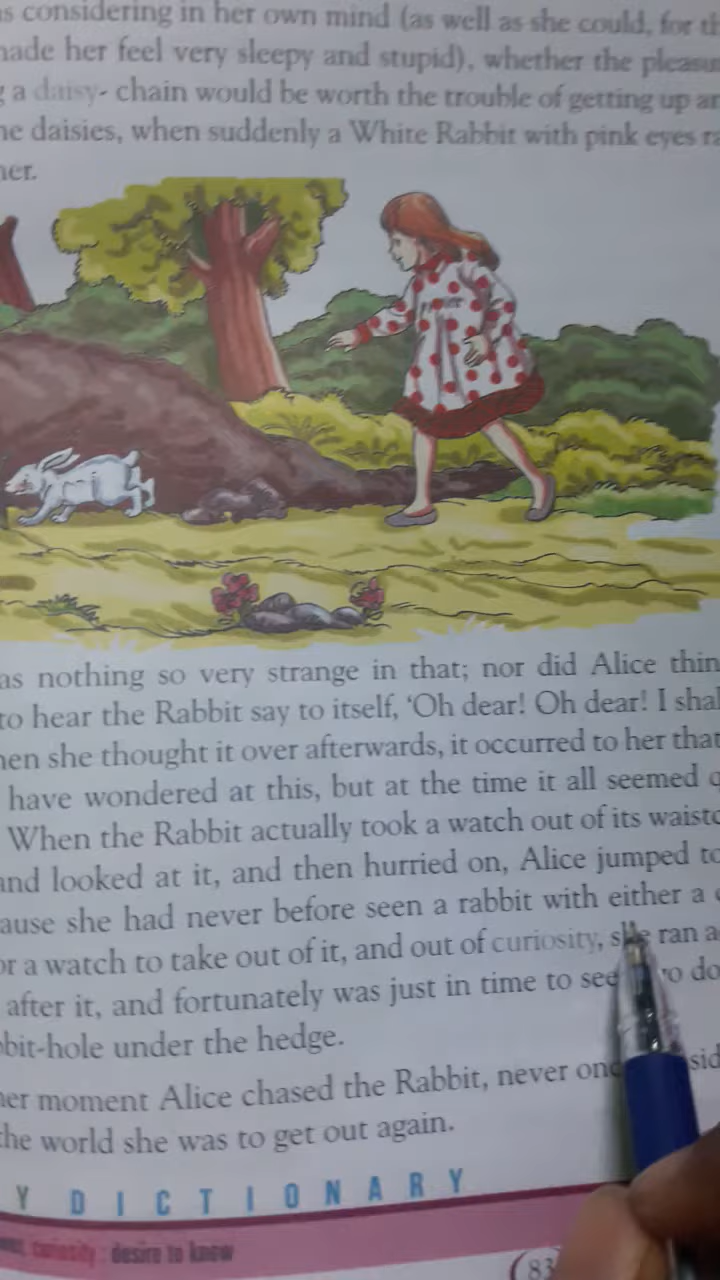 s considering in her own mind (as well as she could, for th
made her feel very sleepy and stupid), whether the pleasu
g a daisy- chain would be worth the trouble of getting up an
he daisies, when suddenly a White Rabbit with pink eyes ra
her.
as nothing so very strange in that; nor did Alice thin
to hear the Rabbit say to itself, 'Oh dear! Oh dear! I shal
hen she thought it over afterwards, it occurred to her that
have wondered at this, but at the time it all seemed q
When the Rabbit actually took a watch out of its waistc
and looked at it, and then hurried on, Alice jumped to
ause she had never before seen a rabbit with either a
or a watch to take out of it, and out of curiosity, she ran a
after it, and fortunately was just in time to see do
bbit-hole under the hedge.
her moment Alice chased the Rabbit, never on sid
the world she was to get out again.
Y DICTIONARY
curiosity : desire to know
83